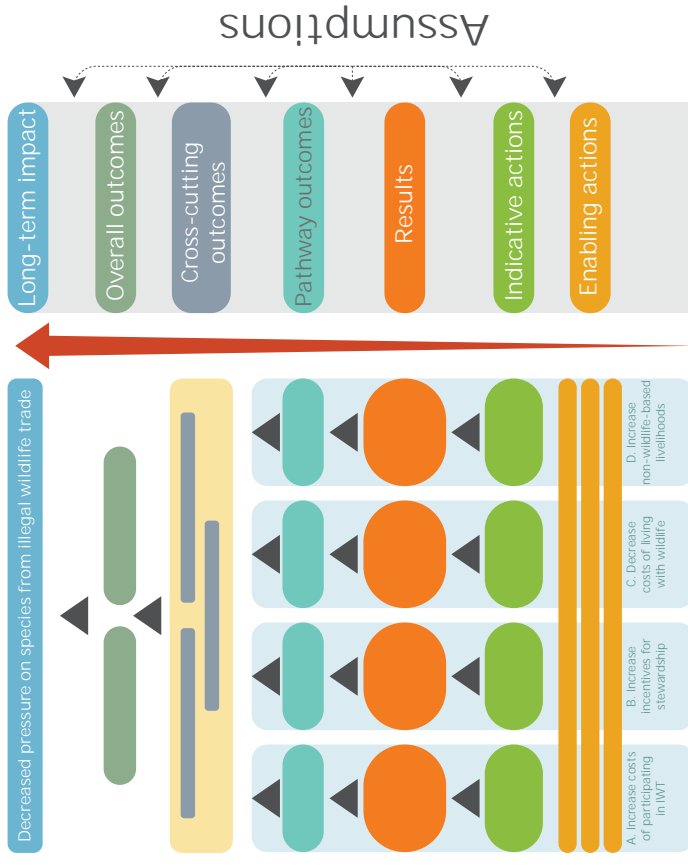 Assumptions
Long-term impact
Overall outcomes
Cross-cutting
outcomes
Pathway outcomes
Results
Indicative actions
Enabling actions
Decreased pressure on species from illegal wildlife trade
A. Increase costs
of participating
in IWT
B. Increase
incentives for
stewardship
C. Decrease
costs of living
with wildlife
D. Increase
non-wildlife-based
livelihoods